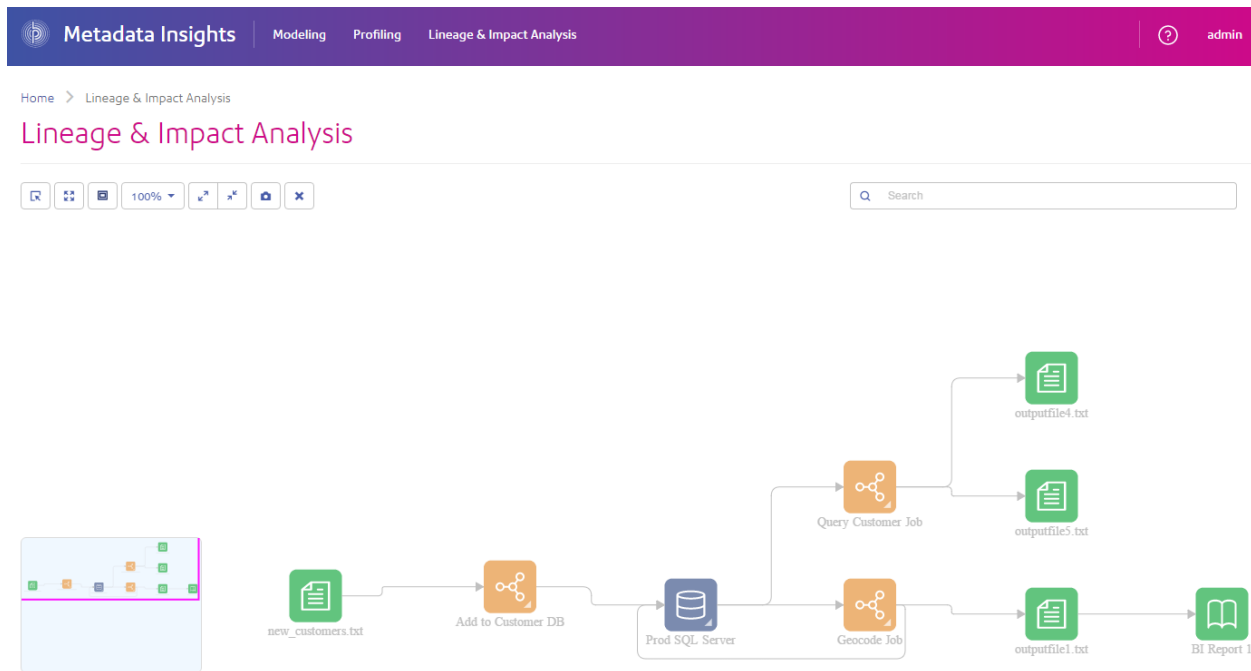 Metadata Insights
Modeling
Profiling
Lineage & Impact Analysis
?
admin
Home
Lineage & Impact Analysis
Lineage & Impact Analysis
100%
Search
outputfile4.txt
Query Customer Job
outputfile5.txt
new_customers.txt
Add to Customer DB
Prod SQL Server
Geocode Job
outputfile1.txt
BI Report 1